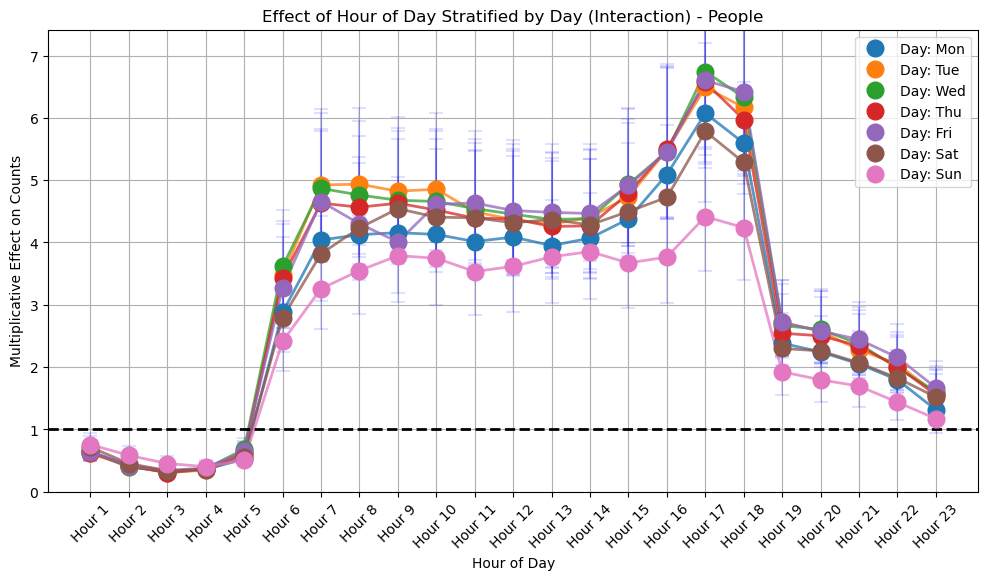 Effect of Hour of Day Stratified by Day (Interaction) - People
Multiplicative Effect on Counts
7
6
5
4
3
2
1
0
Day: Mon
Day: Tue
Day: Wed
Day: Thu
Day: Fri
Day: Sat
Day: Sun
Hour 1
Hour 2
Hour 3
Hour 4
Hour 5
Hour 6
Hour 7
Hour 8
Hour 9
Hour 10
Hour 11
Hour 12
Hour 13
Hour 14
Hour 15
Hour 16
Hour 17
Hour 18
Hour 19
Hour 20
Hour 21
Hour 22
Hour 23
Hour of Day